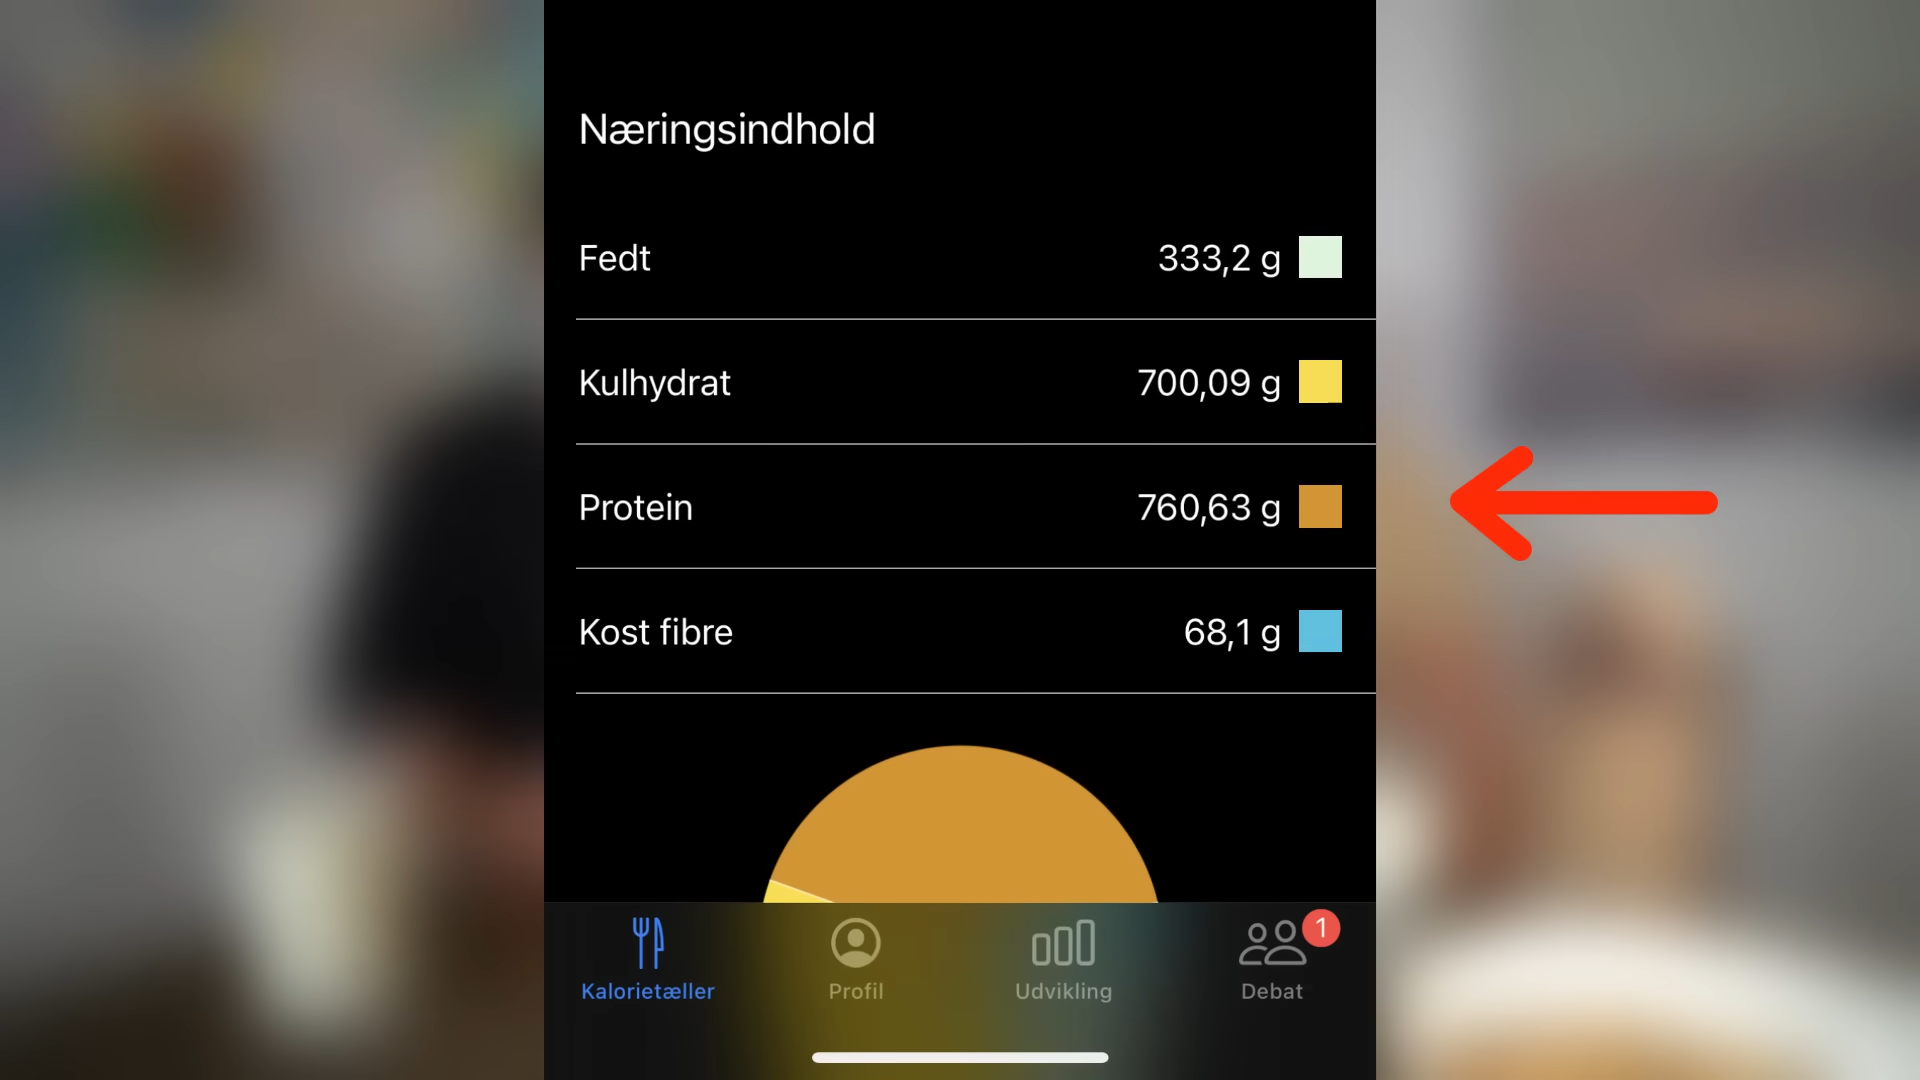 Næringsindhold
Fedt 333,2 g
Kulhydrat 700,09 g
Protein 760,63 g
Kost fibre 68,1 g
1
Kalorietæller Profil Udvikling Debat